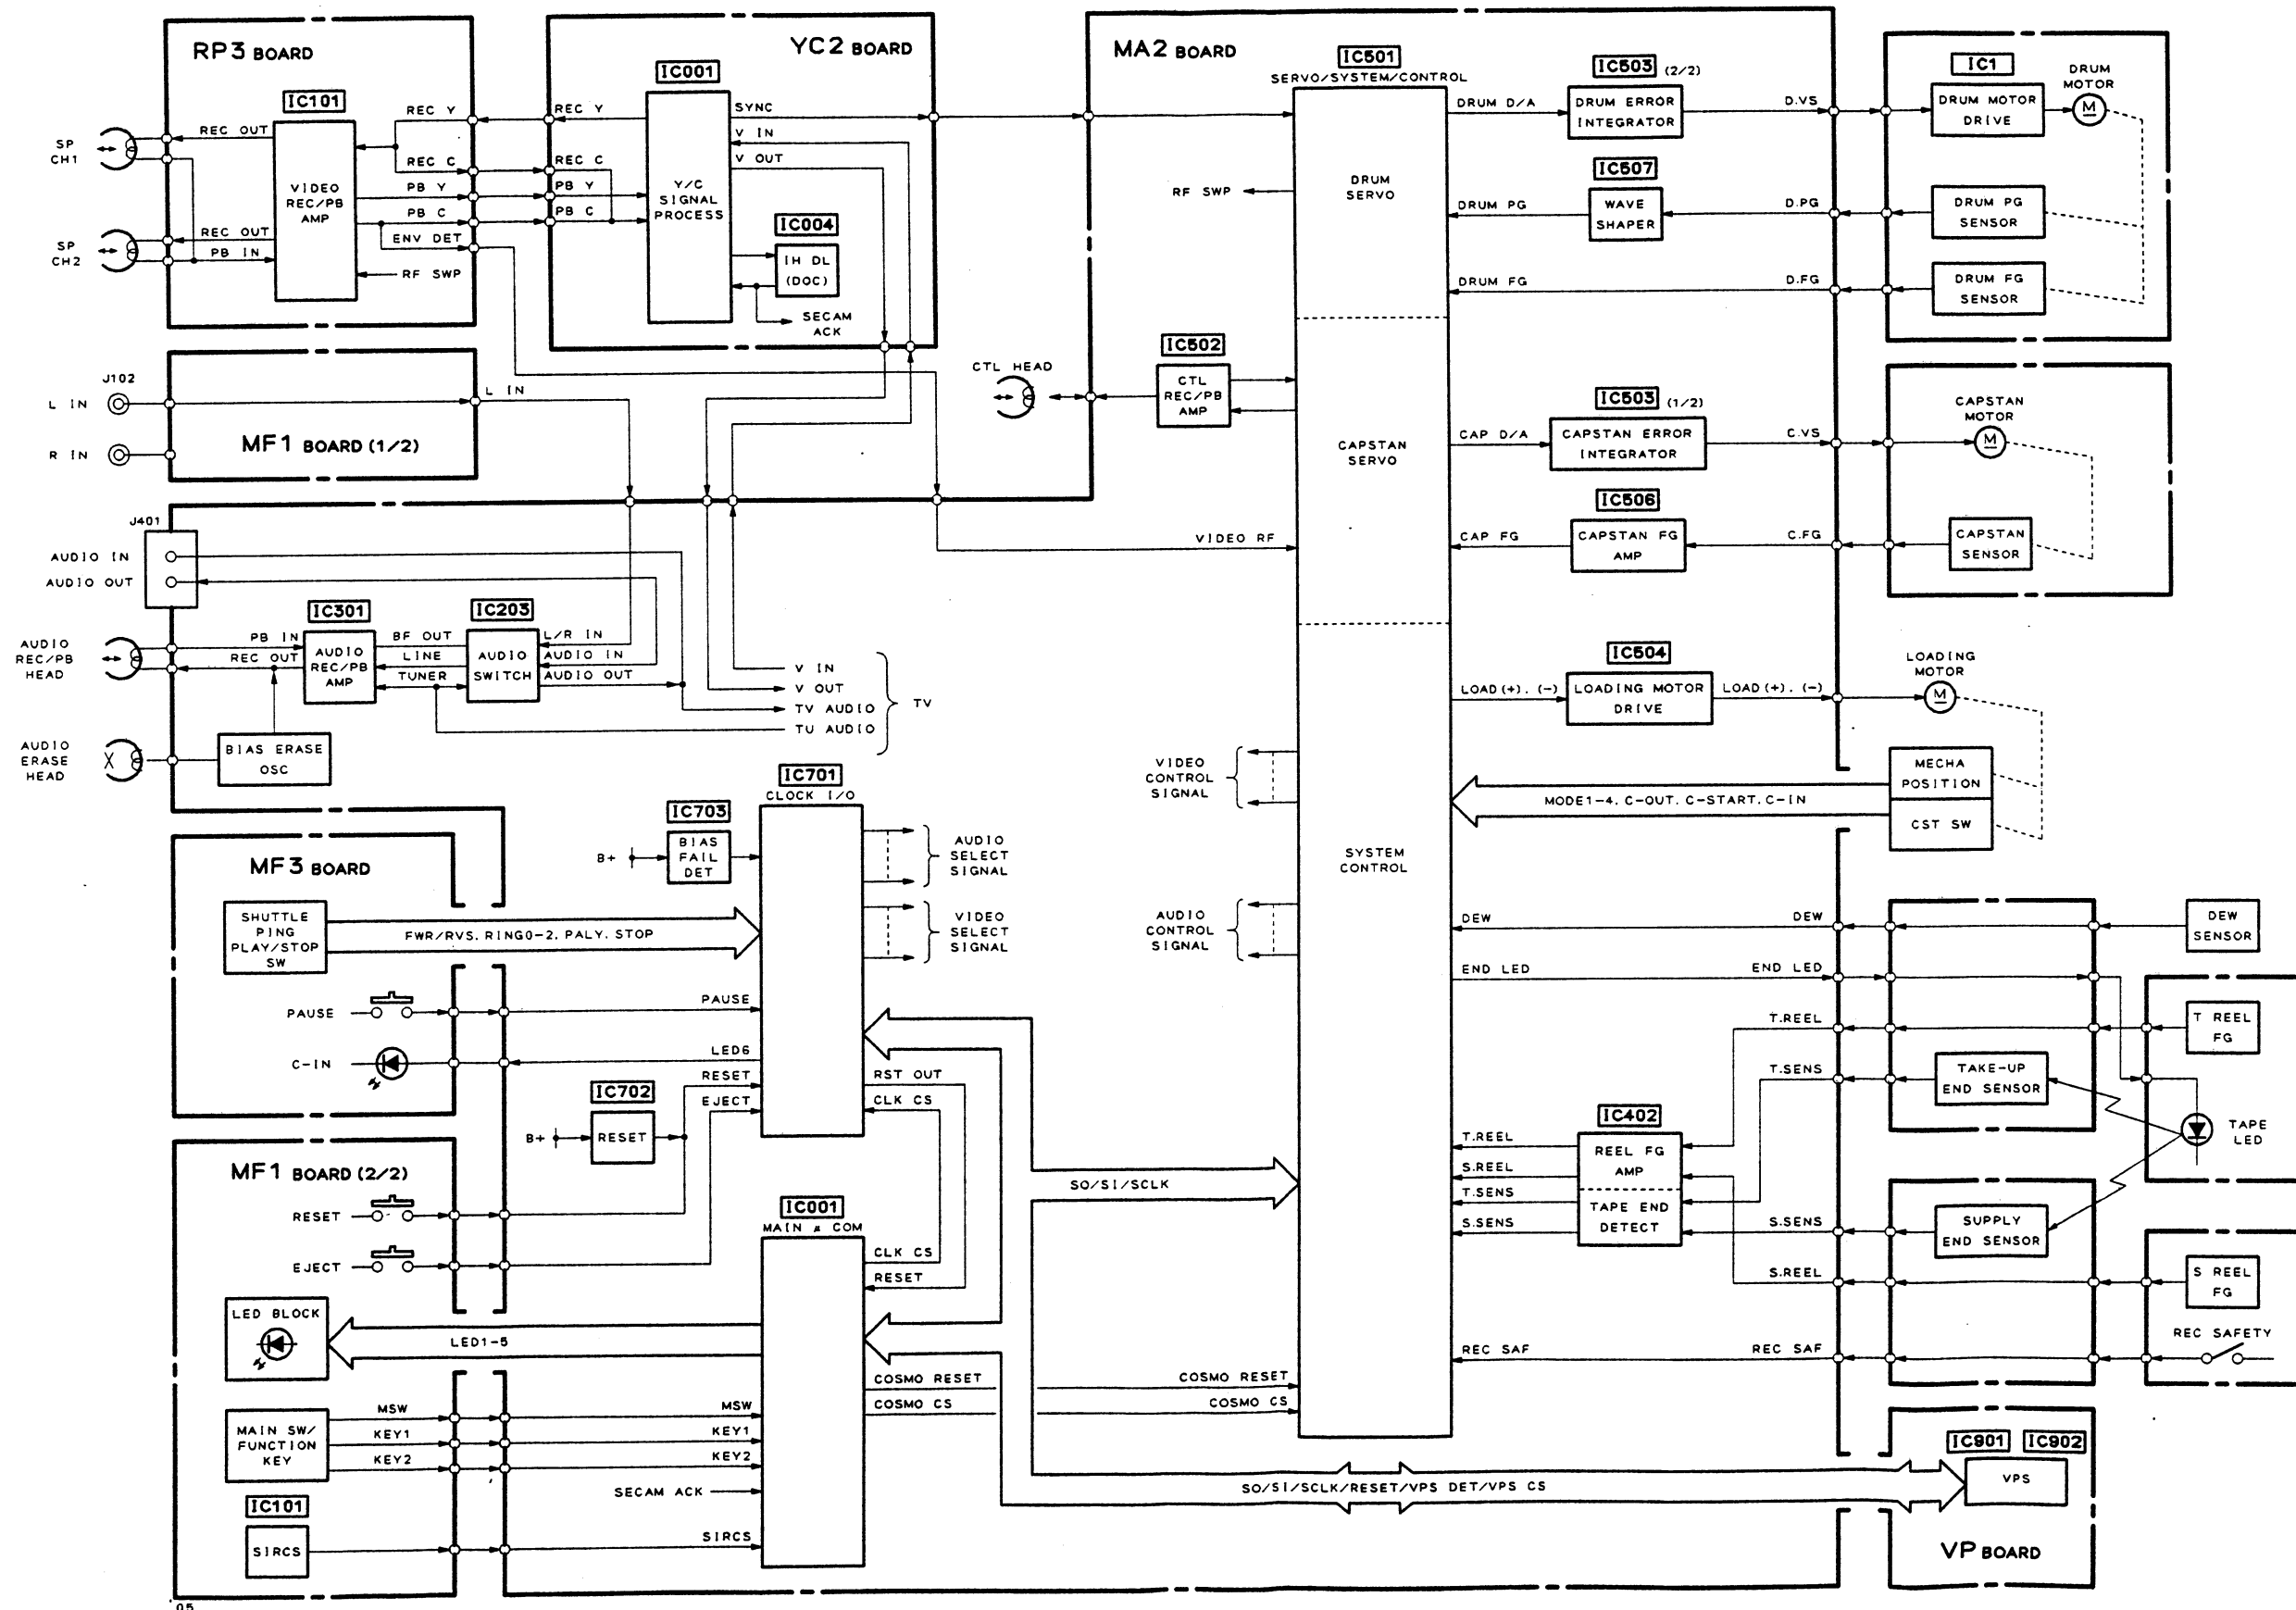 RP3 BOARD
IC101
REC OUT
REC Y
REC C
PB Y
PB C
ENV DET
RF SWP
VIDEO
REC/PB
AMP
REC OUT
PB IN
SP
CH1
SP
CH2
YC2 BOARD
IC001
REC Y
REC C
PB Y
PB C
Y/C
SIGNAL
PROCESS
SYNC
V IN
V OUT
IC004
IH DL
(DOC)
SECAM
ACK
MA2 BOARD
IC501
SERVO/SYSTEM/CONTROL
DRUM
SERVO
CAPSTAN
SERVO
SYSTEM
CONTROL
RF SWP
IC503 (2/2)
DRUM D/A
DRUM ERROR
INTEGRATOR
D.VS
IC507
DRUM PG
WAVE
SHAPER
D.PG
DRUM FG
D.FG
IC1
DRUM MOTOR
DRIVE
DRUM
MOTOR
M
DRUM PG
SENSOR
DRUM FG
SENSOR
J102
L IN
R IN
L IN
MF1 BOARD (1/2)
CTL HEAD
IC502
CTL
REC/PB
AMP
IC503 (1/2)
CAP D/A
CAPSTAN ERROR
INTEGRATOR
C.VS
IC506
CAP FG
CAPSTAN FG
AMP
C.FG
CAPSTAN
MOTOR
M
CAPSTAN
SENSOR
VIDEO RF
J401
AUDIO IN
AUDIO OUT
AUDIO
REC/PB
HEAD
PB IN
REC OUT
IC301
AUDIO
REC/PB
AMP
BF OUT
LINE
TUNER
IC203
AUDIO
SWITCH
L/R IN
AUDIO IN
AUDIO OUT
V IN
V OUT
TV AUDIO
TU AUDIO
TV
AUDIO
ERASE
HEAD
BIAS ERASE
OSC
IC504
LOAD(+). (-)
LOADING MOTOR
DRIVE
LOAD(+). (-)
LOADING
MOTOR
M
VIDEO
CONTROL
SIGNAL
MODE1-4. C-OUT. C-START. C-IN
MECHA
POSITION
CST SW
IC701
CLOCK I/O
IC703
B+
BIAS
FAIL
DET
AUDIO
SELECT
SIGNAL
VIDEO
SELECT
SIGNAL
AUDIO
CONTROL
SIGNAL
MF3 BOARD
SHUTTLE
PING
PLAY/STOP
SW
FWR/RVS. RING0-2. PALY. STOP
PAUSE
PAUSE
C-IN
LED6
RESET
EJECT
RST OUT
CLK CS
IC702
B+
RESET
DEW
DEW
DEW
SENSOR
END LED
END LED
T.REEL
T REEL
FG
T.SENS
TAKE-UP
END SENSOR
TAPE
LED
IC402
T.REEL
S.REEL
T.SENS
S.SENS
REEL FG
AMP
TAPE END
DETECT
S.SENS
SUPPLY
END SENSOR
S.REEL
S REEL
FG
REC SAF
REC SAF
REC SAFETY
MF1 BOARD (2/2)
RESET
EJECT
LED BLOCK
LED1-5
IC001
MAIN μ COM
CLK CS
RESET
SO/SI/SCLK
COSMO RESET
COSMO CS
COSMO RESET
COSMO CS
MAIN SW/
FUNCTION
KEY
MSW
KEY1
KEY2
MSW
KEY1
KEY2
SECAM ACK
IC101
SIRCS
SIRCS
SO/SI/SCLK/RESET/VPS DET/VPS CS
IC901
IC902
VPS
VP BOARD
05